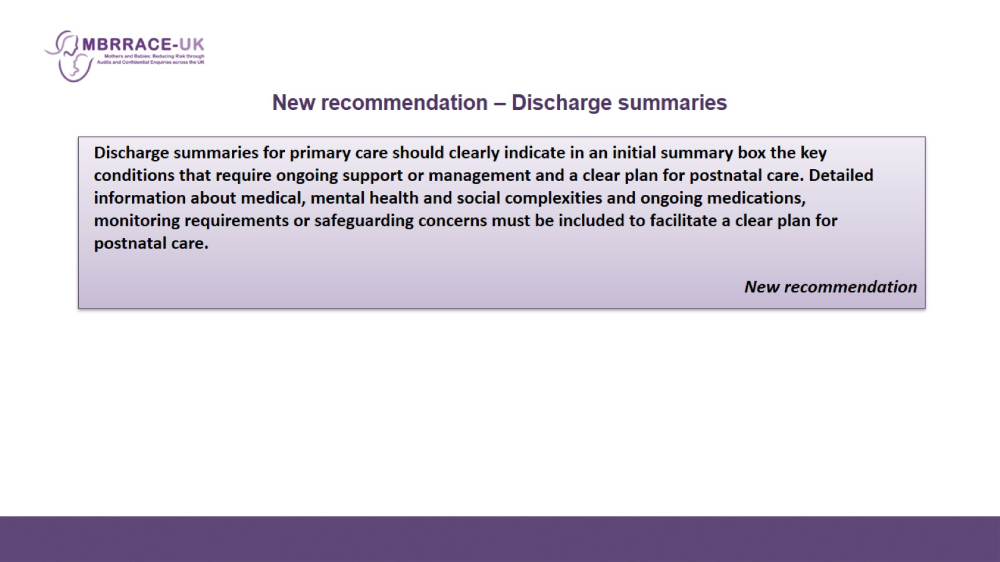 MBRRACE-UK
Mothers and Babies: Reducing Risk through
Audits and Confidential Enquiries across the UK
New recommendation – Discharge summaries
Discharge summaries for primary care should clearly indicate in an initial summary box the key
conditions that require ongoing support or management and a clear plan for postnatal care. Detailed
information about medical, mental health and social complexities and ongoing medications,
monitoring requirements or safeguarding concerns must be included to facilitate a clear plan for
postnatal care.
New recommendation